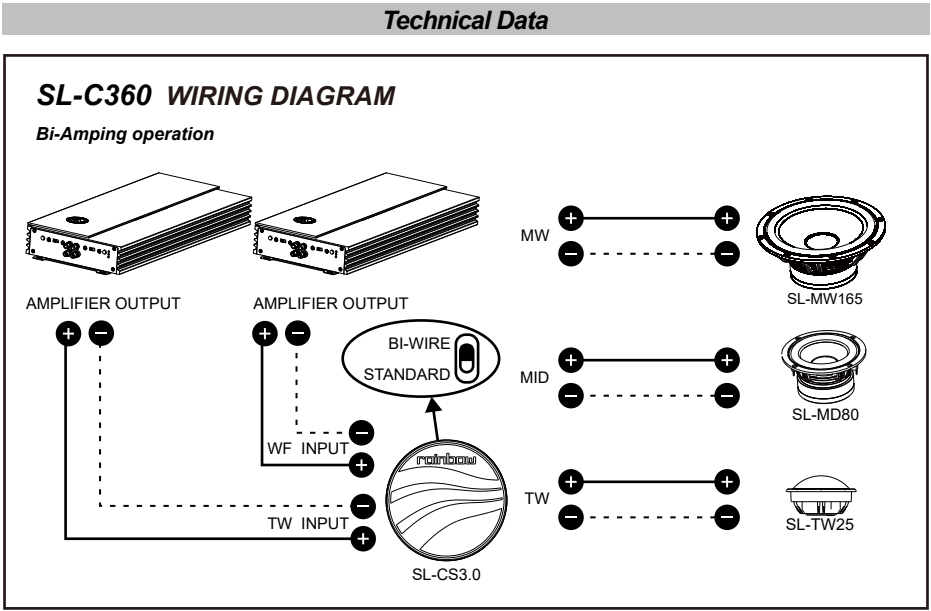 Technical Data
SL-C360 WIRING DIAGRAM
Bi-Amping operation
AMPLIFIER OUTPUT
AMPLIFIER OUTPUT
BI-WIRE
STANDARD
WF INPUT
TW INPUT
rainbow
SL-CS3.0
MW
SL-MW165
MID
SL-MD80
TW
SL-TW25